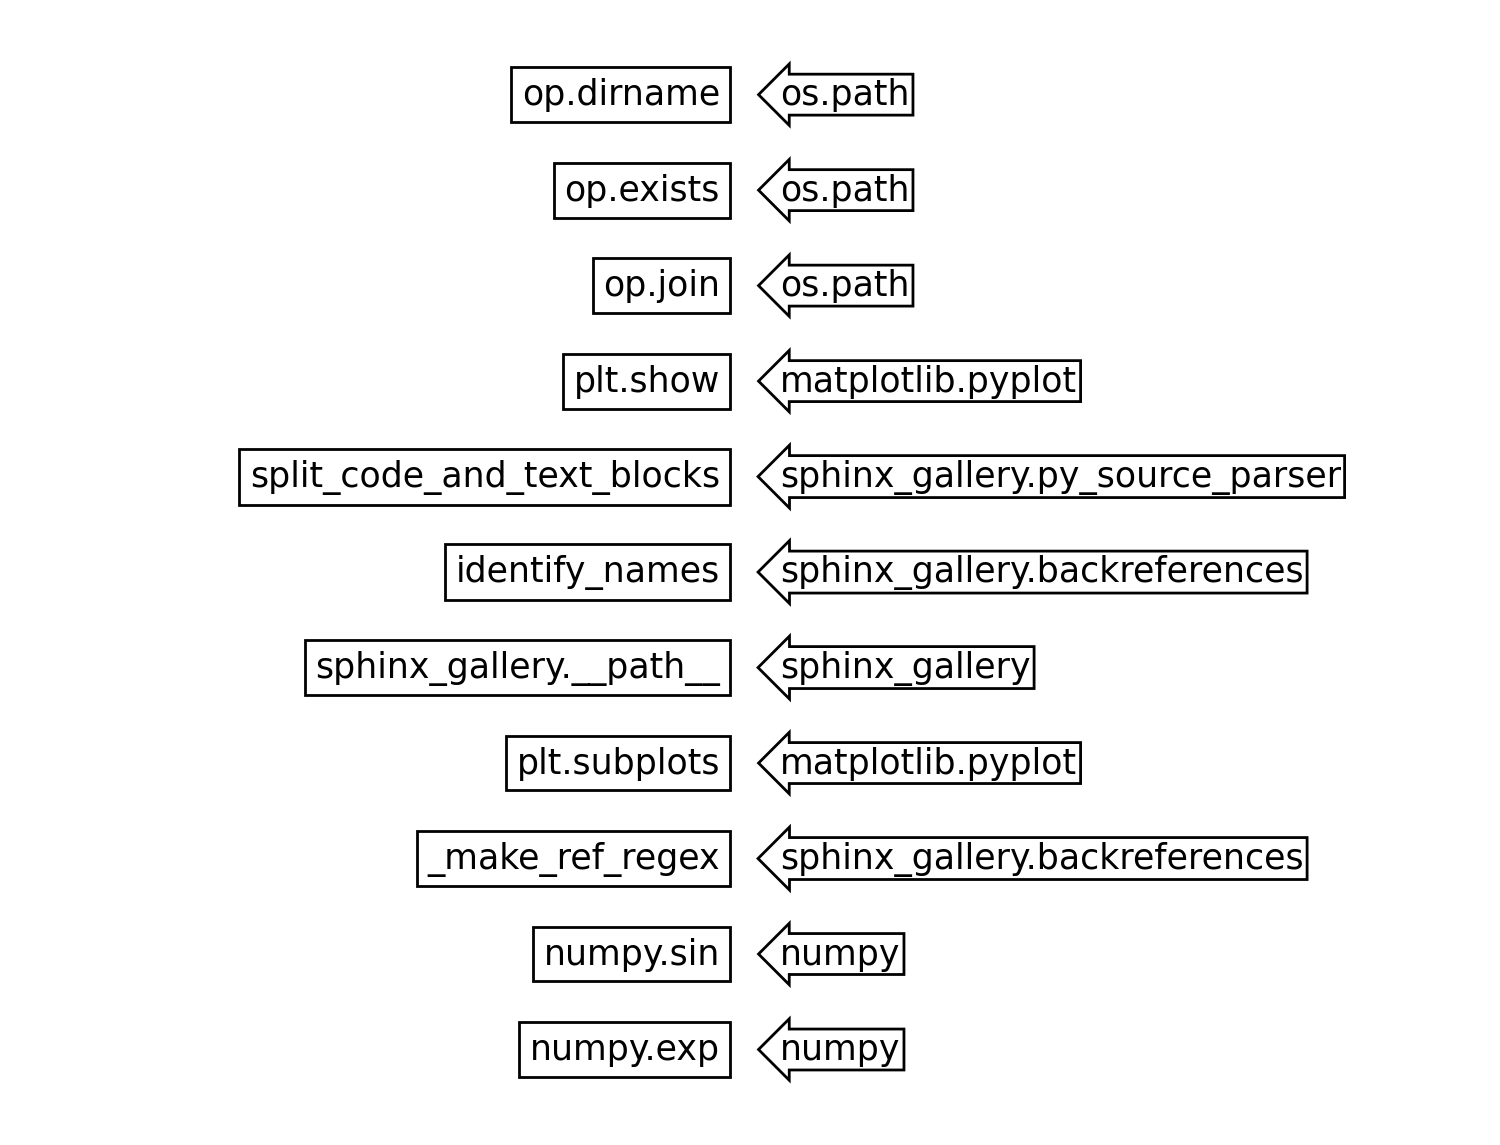 op.dirname os.path
op.exists os.path
op.join os.path
plt.show matplotlib.pyplot
split_code_and_text_blocks sphinx_gallery.py_source_parser
identify_names sphinx_gallery.backreferences
sphinx_gallery.__path__ sphinx_gallery
plt.subplots matplotlib.pyplot
_make_ref_regex sphinx_gallery.backreferences
numpy.sin numpy
numpy.exp numpy